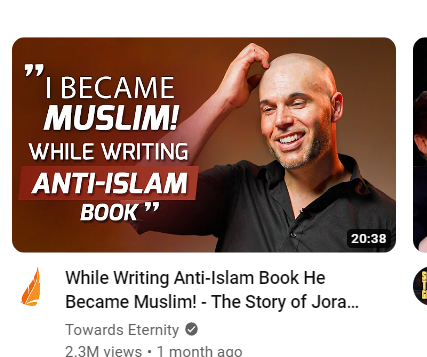 ”I BECAME
MUSLIM!
WHILE WRITING
ANTI-ISLAM
BOOK”
20:38
While Writing Anti-Islam Book He
Became Muslim! - The Story of Jora...
Towards Eternity
2.3M views • 1 month ago